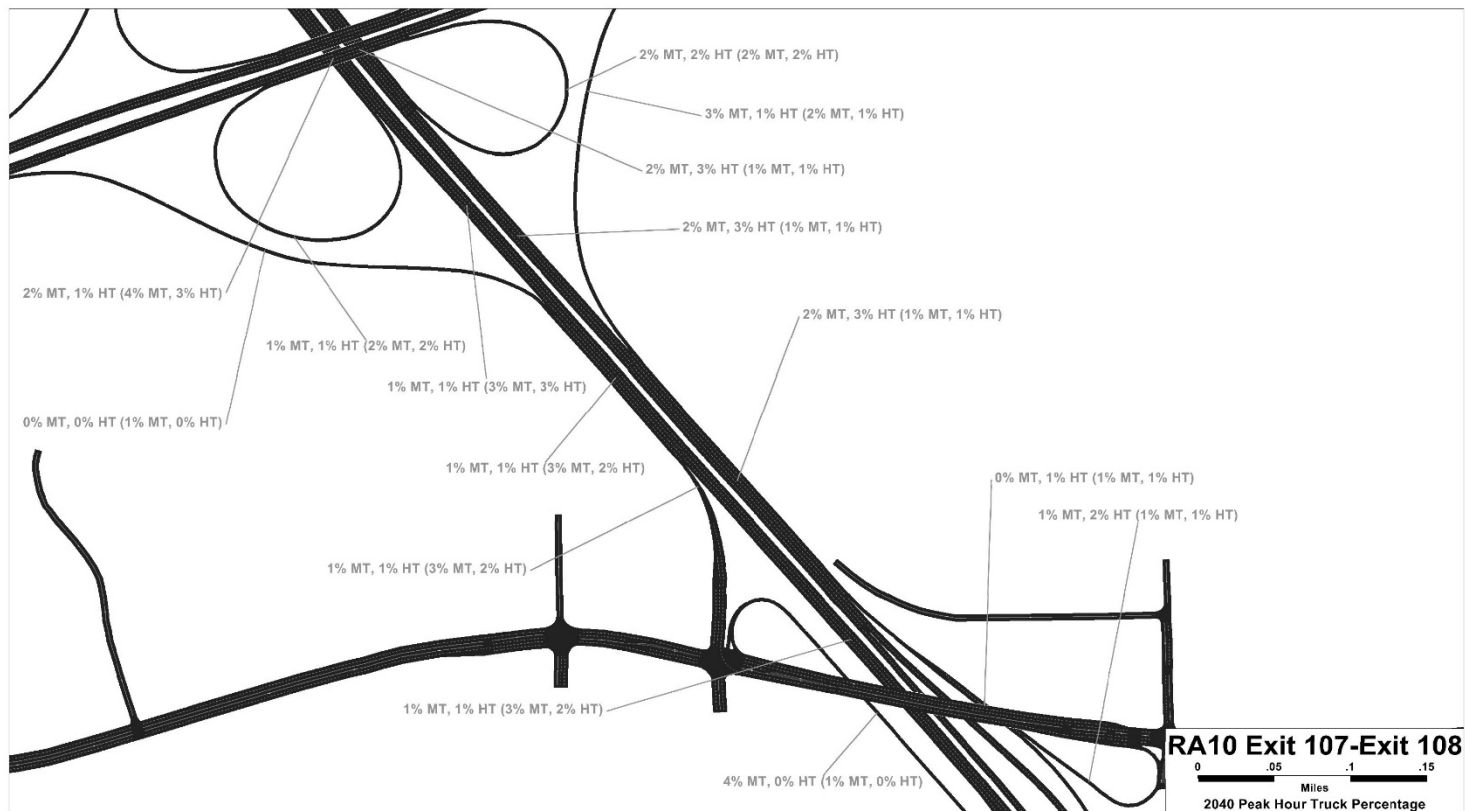 2% MT, 2% HT (2% MT, 2% HT)
3% MT, 1% HT (2% MT, 1% HT)
2% MT, 3% HT (1% MT, 1% HT)
2% MT, 3% HT (1% MT, 1% HT)
2% MT, 1% HT (4% MT, 3% HT)
2% MT, 3% HT (1% MT, 1% HT)
1% MT, 1% HT (2% MT, 2% HT)
1% MT, 1% HT (3% MT, 3% HT)
0% MT, 0% HT (1% MT, 0% HT)
1% MT, 1% HT (3% MT, 2% HT)
0% MT, 1% HT (1% MT, 1% HT)
1% MT, 2% HT (1% MT, 1% HT)
1% MT, 1% HT (3% MT, 2% HT)
1% MT, 1% HT (3% MT, 2% HT)
4% MT, 0% HT (1% MT, 0% HT)
RA10 Exit 107-Exit 108
0 .05 .1 .15
Miles
2040 Peak Hour Truck Percentage